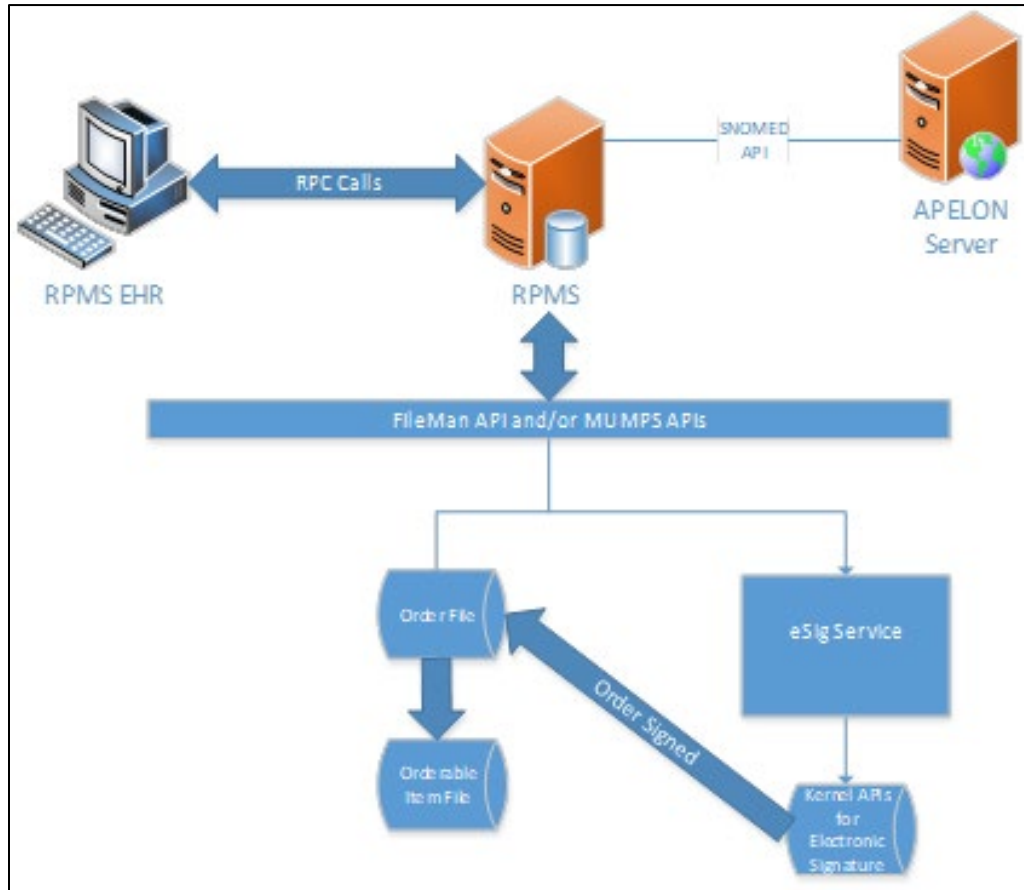 SNOMED
API
RPC Calls
APELON
Server
RPMS EHR
RPMS
FileMan API and/or MUMPS APIs
Order File
eSig Service
Order Signed
Orderable
Item File
Kernel APIs
for
Electronic
Signature